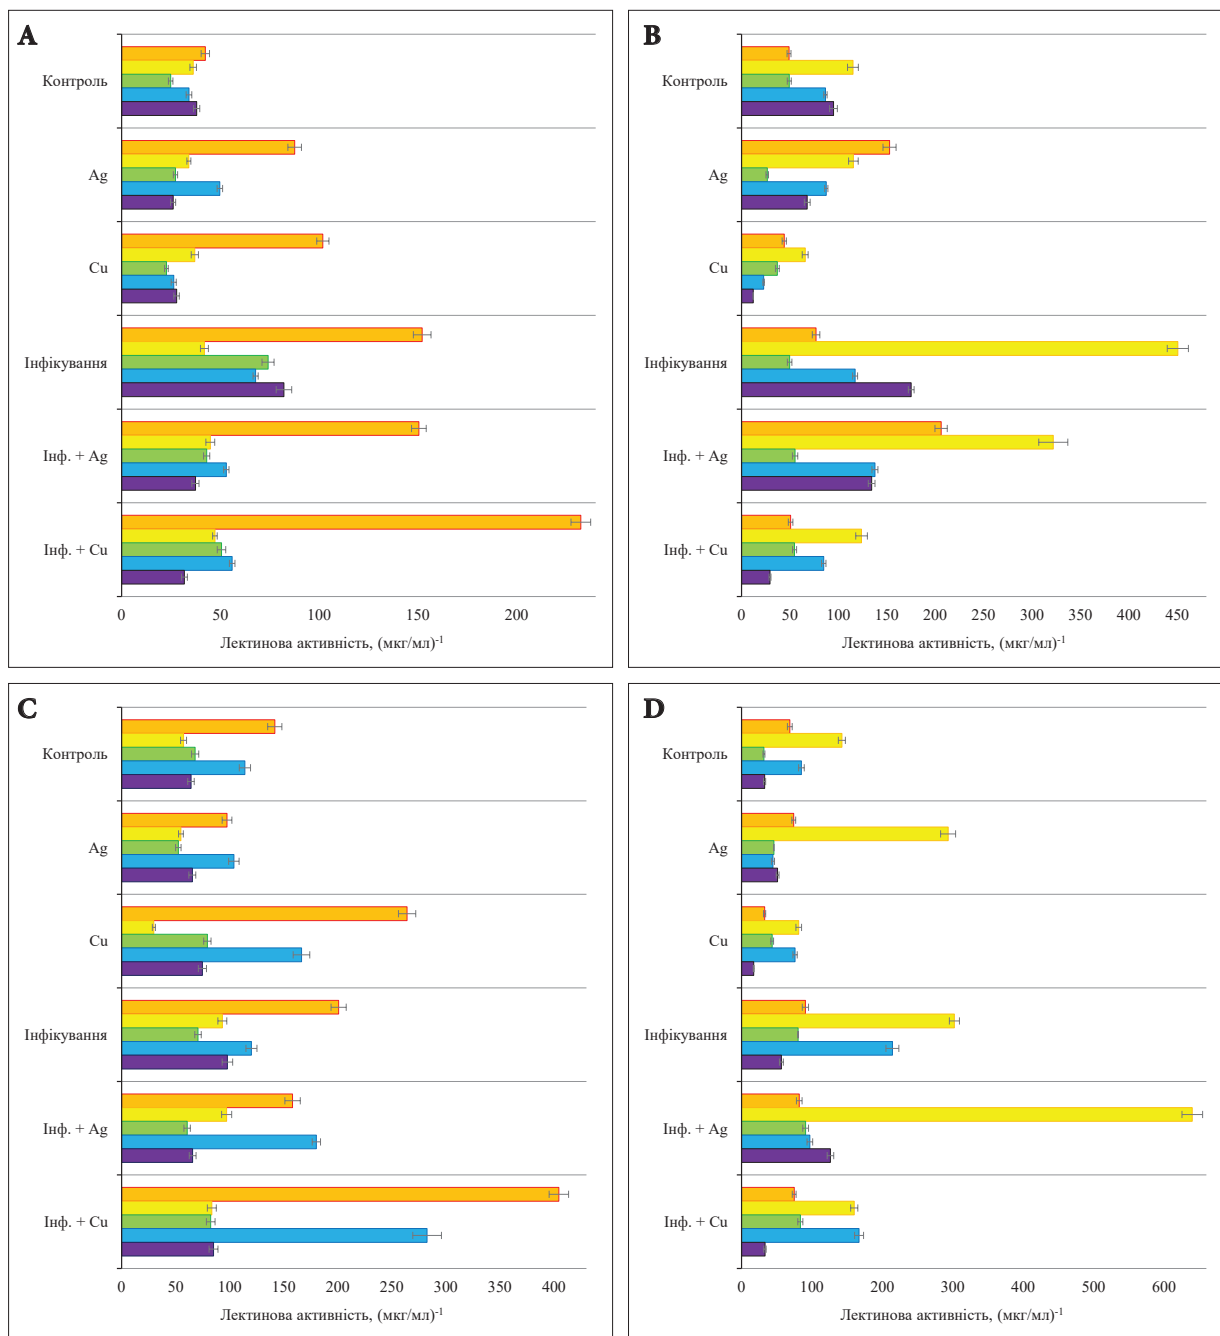 A
Контроль
Ag
Cu
Інфікування
Інф. + Ag
Інф. + Cu
0 50 100 150 200
Лектинова активність, (мкг/мл)⁻¹
B
Контроль
Ag
Cu
Інфікування
Інф. + Ag
Інф. + Cu
0 50 100 150 200 250 300 350 400 450
Лектинова активність, (мкг/мл)⁻¹
C
Контроль
Ag
Cu
Інфікування
Інф. + Ag
Інф. + Cu
0 50 100 150 200 250 300 350 400
Лектинова активність, (мкг/мл)⁻¹
D
Контроль
Ag
Cu
Інфікування
Інф. + Ag
Інф. + Cu
0 100 200 300 400 500 600
Лектинова активність, (мкг/мл)⁻¹